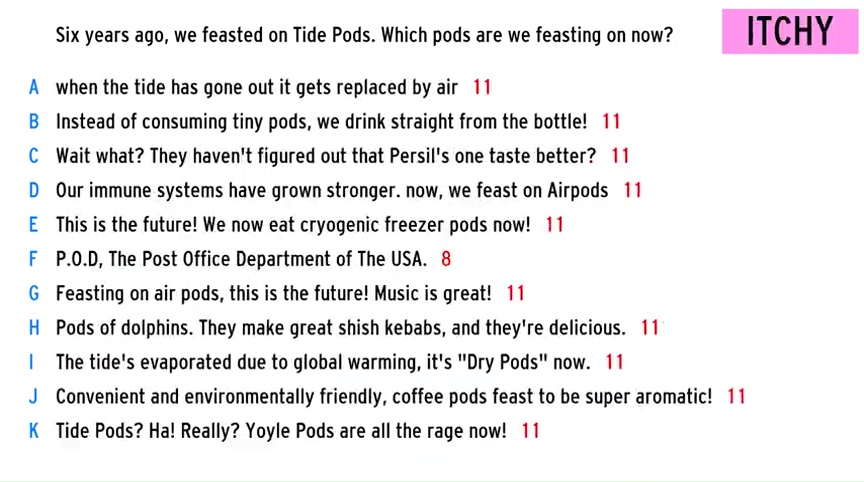 Six years ago, we feasted on Tide Pods. Which pods are we feasting on now?
ITCHY
A when the tide has gone out it gets replaced by air 11
B Instead of consuming tiny pods, we drink straight from the bottle! 11
C Wait what? They haven't figured out that Persil's one taste better? 11
D Our immune systems have grown stronger. now, we feast on Airpods 11
E This is the future! We now eat cryogenic freezer pods now! 11
F P.O.D, The Post Office Department of The USA. 8
G Feasting on air pods, this is the future! Music is great! 11
H Pods of dolphins. They make great shish kebabs, and they're delicious. 11
I The tide's evaporated due to global warming, it's "Dry Pods" now. 11
J Convenient and environmentally friendly, coffee pods feast to be super aromatic! 11
K Tide Pods? Ha! Really? Yoyle Pods are all the rage now! 11